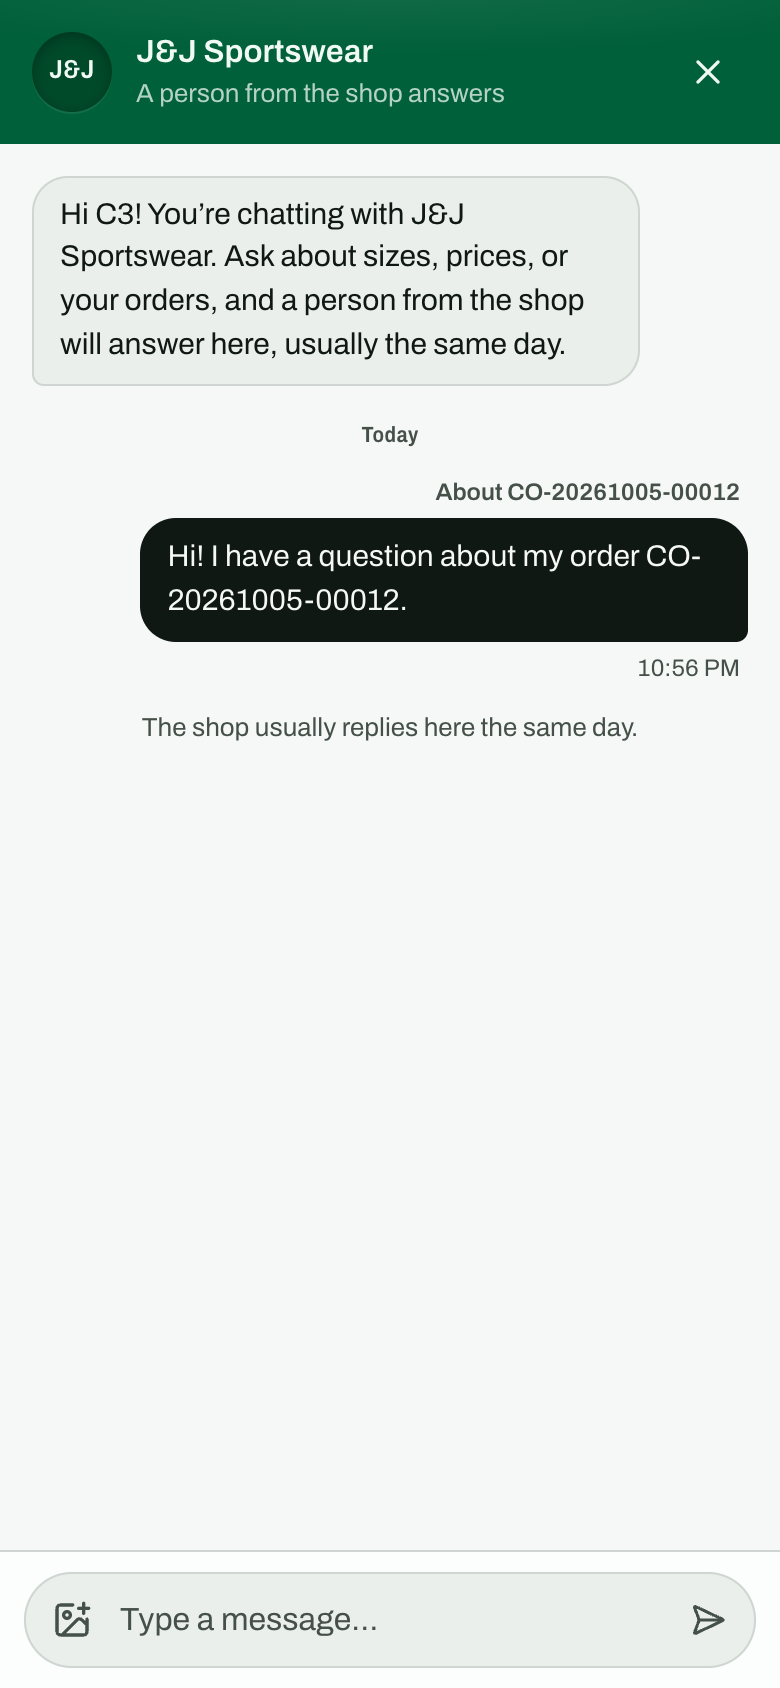 J&J
J&J Sportswear
A person from the shop answers
Hi C3! You’re chatting with J&J
Sportswear. Ask about sizes, prices, or
your orders, and a person from the shop
will answer here, usually the same day.
Today
About CO-20261005-00012
Hi! I have a question about my order CO-
20261005-00012.
10:56 PM
The shop usually replies here the same day.
Type a message...